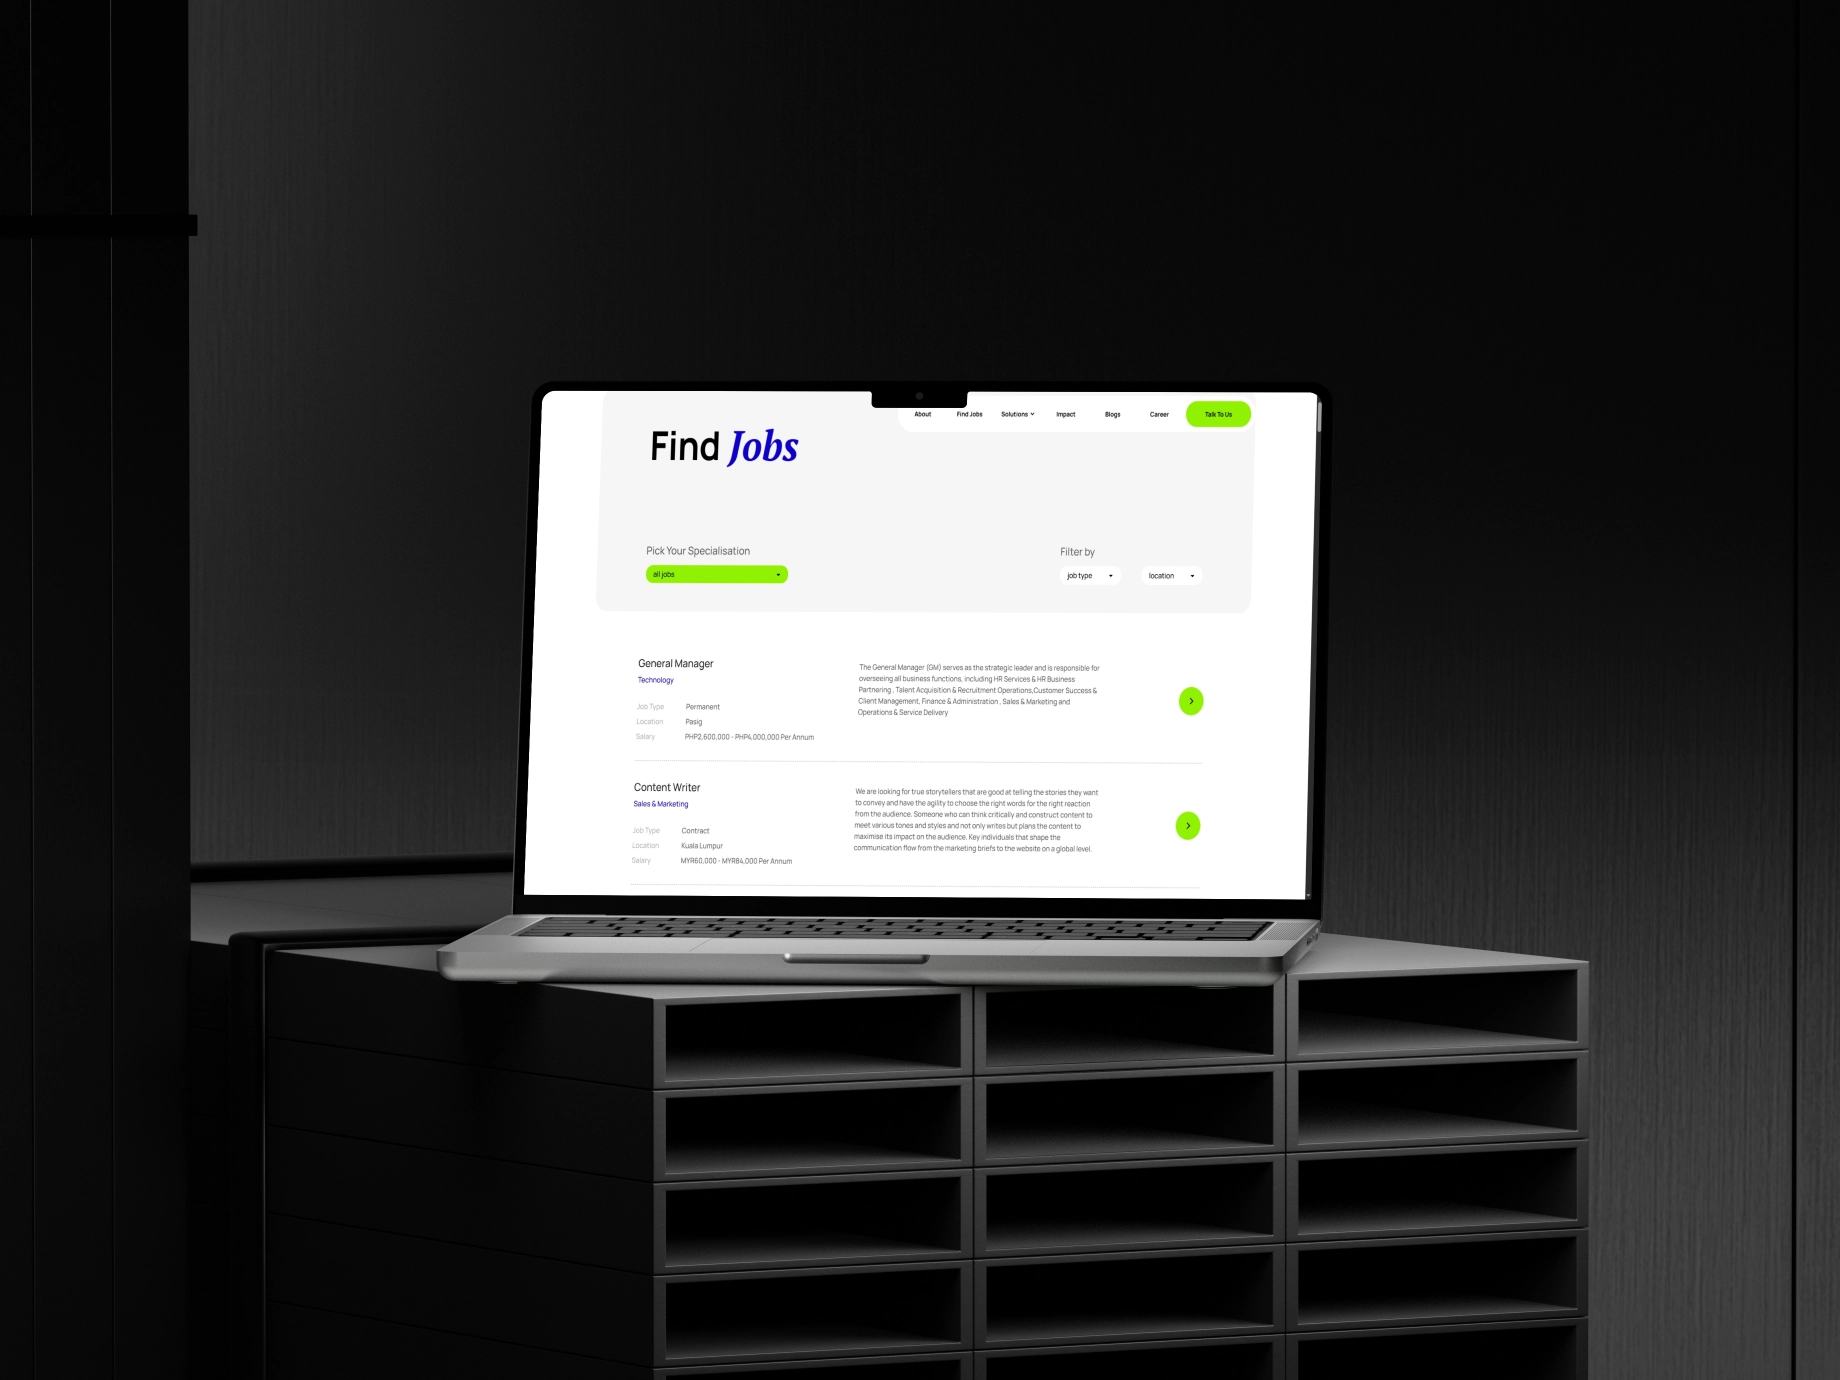 About Find Jobs Solutions Impact Blogs Career Talk To Us
Find Jobs
Pick Your Specialisation
all jobs
Filter by
job type location
General Manager
Technology
Job Type Permanent
Location Pasig
Salary PHP2,600,000 - PHP4,000,000 Per Annum
The General Manager (GM) serves as the strategic leader and is responsible for
overseeing all business functions, including HR Services & HR Business
Partnering , Talent Acquisition & Recruitment Operations,Customer Success &
Client Management, Finance & Administration , Sales & Marketing and
Operations & Service Delivery
Content Writer
Sales & Marketing
Job Type Contract
Location Kuala Lumpur
Salary MYR60,000 - MYR84,000 Per Annum
We are looking for true storytellers that are good at telling the stories they want
to convey and have the agility to choose the right words for the right reaction
from the audience. Someone who can think critically and construct content to
meet various tones and styles and not only writes but plans the content to
maximise its impact on the audience. Key individuals that shape the
communication flow from the marketing briefs to the website on a global level.